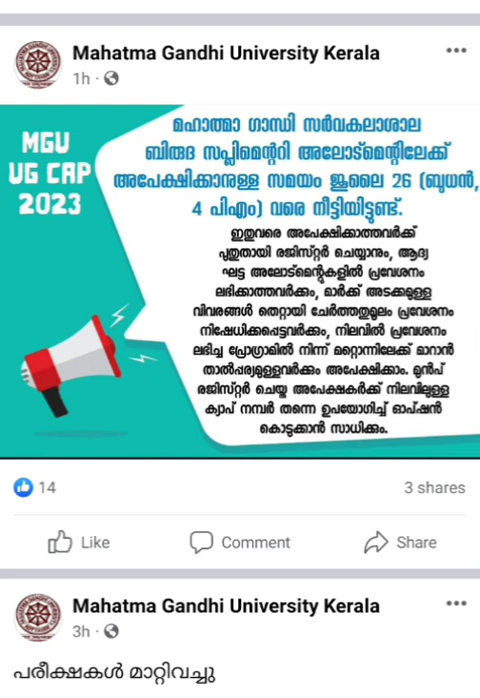 Mahatma Gandhi University Kerala
1h
MGU
UG CAP
2023
മഹാത്മാ ഗാന്ധി സർവകലാശാല
ബിരുദ സപ്ലിമെന്ററി അലോട്മെന്റിലേക്ക്
അപേക്ഷിക്കാനുള്ള സമയം ജൂലൈ 26 (ബുധൻ,
4 പിഎം) വരെ നീട്ടിയിട്ടുണ്ട്.
ഇതുവരെ അപേക്ഷിക്കാത്തവർക്ക്
പുതുതായി രജിസ്റ്റർ ചെയ്യാനും, ആദ്യ
ഘട്ട അലോട്മെന്റുകളിൽ പ്രവേശനം
ലഭിക്കാത്തവർക്കും, മാർക്ക് അടക്കമുള്ള
വിവരങ്ങൾ തെറ്റായി ചേർത്തതുമൂലം പ്രവേശനം
നിഷേധിക്കപ്പെട്ടവർക്കും, നിലവിൽ പ്രവേശനം
ലഭിച്ച പ്രോഗ്രാമിൽ നിന്ന് മറ്റൊന്നിലേക്ക് മാറാൻ
താൽപര്യമുള്ളവർക്കും അപേക്ഷിക്കാം. മുൻപ്
രജിസ്റ്റർ ചെയ്ത അപേക്ഷകർക്ക് നിലവിലുള്ള
ക്യാപ് നമ്പർ തന്നെ ഉപയോഗിച്ച് ഓപ്ഷൻ
കൊടുക്കാൻ സാധിക്കും.
14
3 shares
Like
Comment
Share
Mahatma Gandhi University Kerala
3h
പരീക്ഷകൾ മാറ്റിവച്ചു